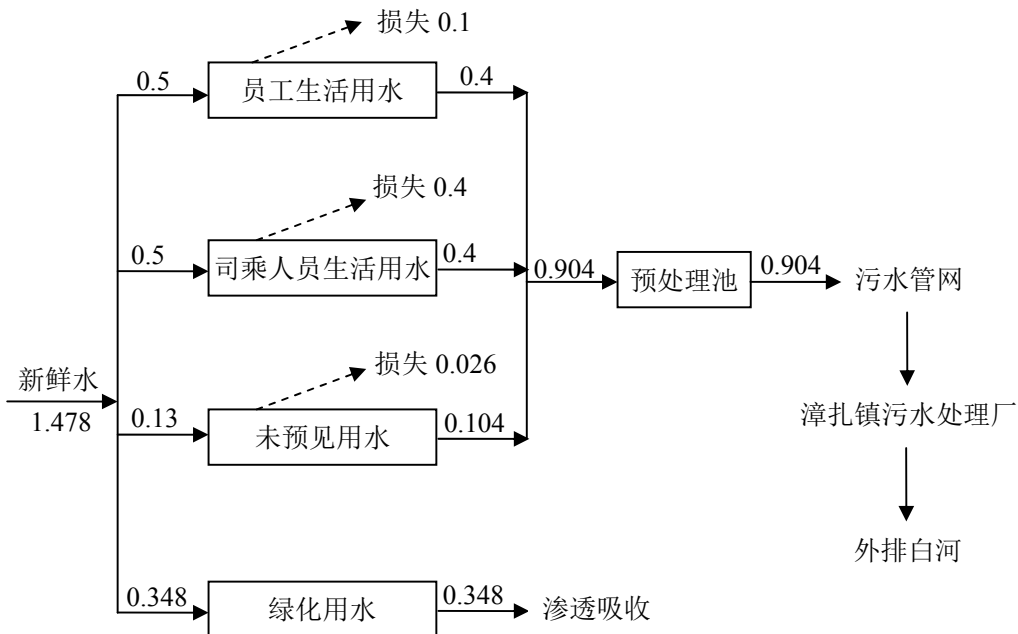 损失 0.1
0.5
员工生活用水
0.4
损失 0.4
0.5
司乘人员生活用水
0.4
0.904
预处理池
0.904
污水管网
新鲜水
1.478
损失 0.026
0.13
未预见用水
0.104
漳扎镇污水处理厂
外排白河
0.348
绿化用水
0.348
渗透吸收